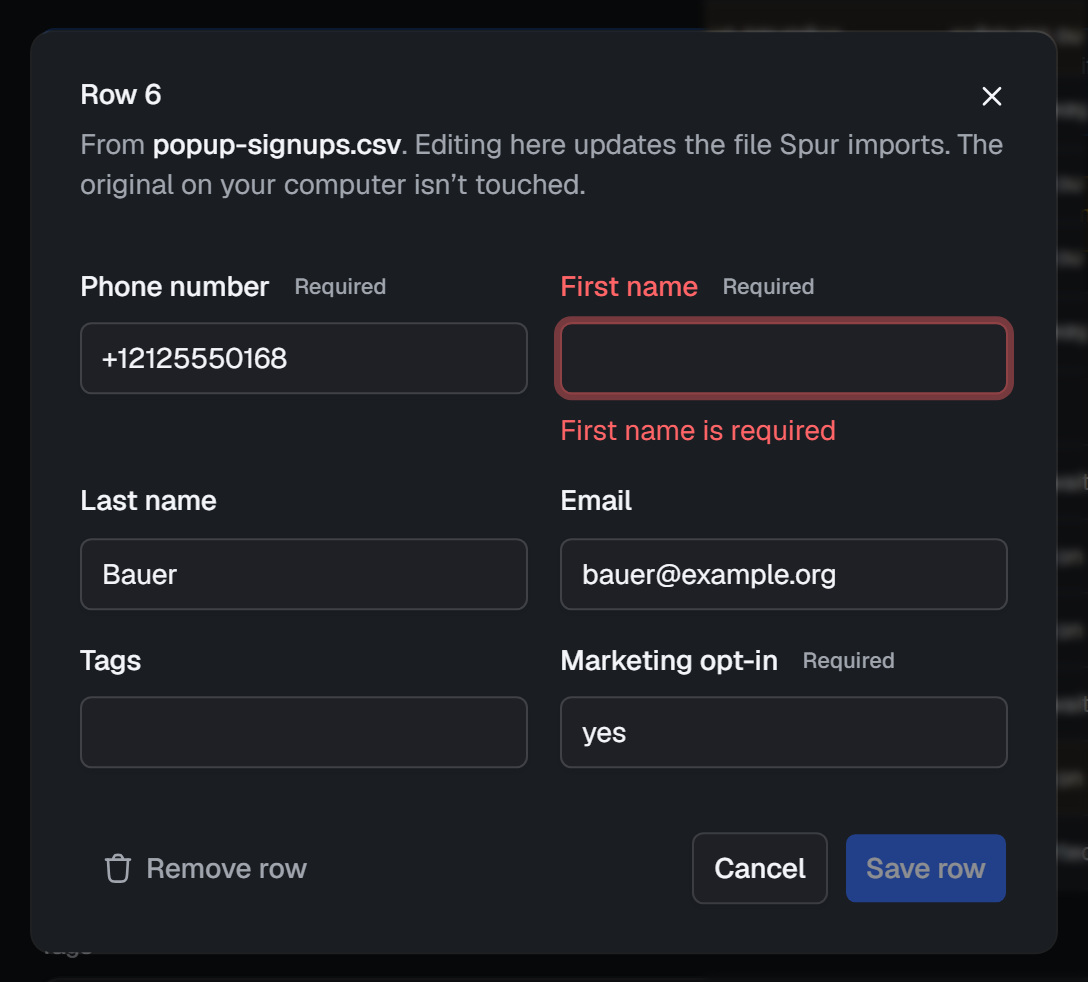 Row 6
From popup-signups.csv. Editing here updates the file Spur imports. The
original on your computer isn’t touched.
Phone number Required
+12125550168
First name Required
First name is required
Last name
Bauer
Email
bauer@example.org
Tags
Marketing opt-in Required
yes
Remove row
Cancel
Save row